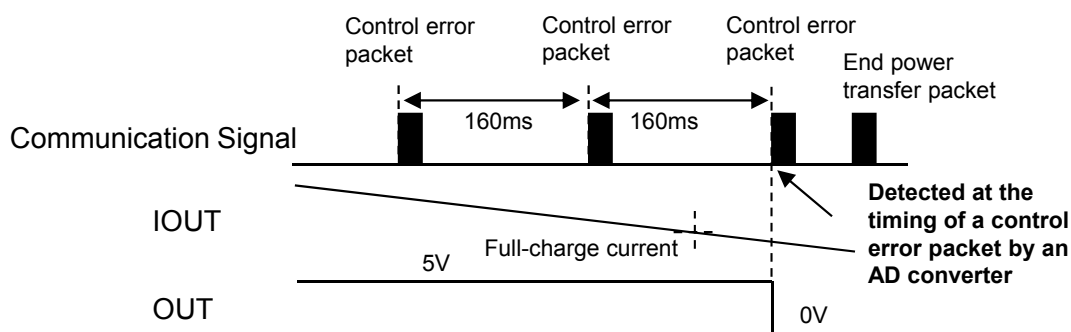 Control error
packet
Control error
packet
Control error
packet
End power
transfer packet
160ms
160ms
Communication Signal
Detected at the
timing of a control
error packet by an
AD converter
IOUT
Full-charge current
5V
OUT
0V